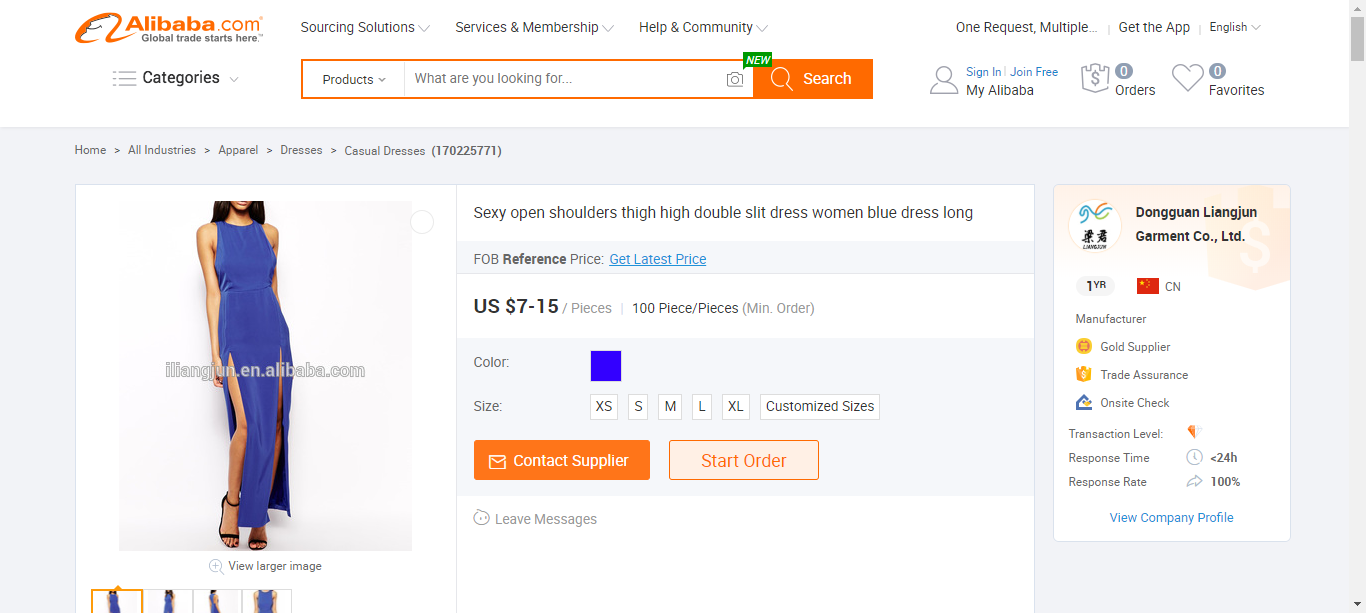 Alibaba.com
Global trade starts here.™
Sourcing Solutions
Services & Membership
Help & Community
One Request, Multiple...
Get the App
English
Categories
Products
What are you looking for...
NEW
Search
Sign In
Join Free
My Alibaba
0
Orders
0
Favorites
Home > All Industries > Apparel > Dresses > Casual Dresses (170225771)
iliangjun.en.alibaba.com
View larger image
Sexy open shoulders thigh high double slit dress women blue dress long
FOB Reference Price: Get Latest Price
US $7-15 / Pieces
100 Piece/Pieces (Min. Order)
Color:
Size:
XS
S
M
L
XL
Customized Sizes
Contact Supplier
Start Order
Leave Messages
梁君
LIANGJUN
Dongguan Liangjun
Garment Co., Ltd.
1YR
CN
Manufacturer
Gold Supplier
Trade Assurance
Onsite Check
Transaction Level:
Response Time
<24h
Response Rate
100%
View Company Profile